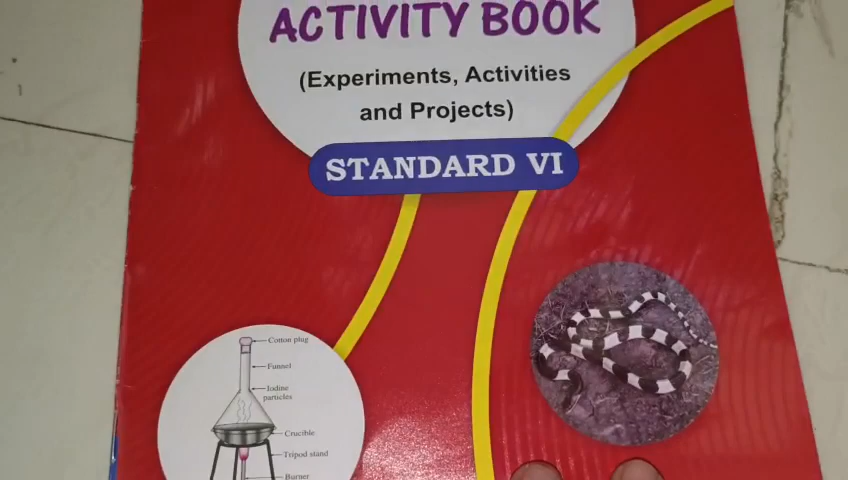 ACTIVITY BOOK
(Experiments, Activities
and Projects)
STANDARD VI
Cotton plug
Funnel
Iodine
particles
Crucible
Tripod stand
Burner